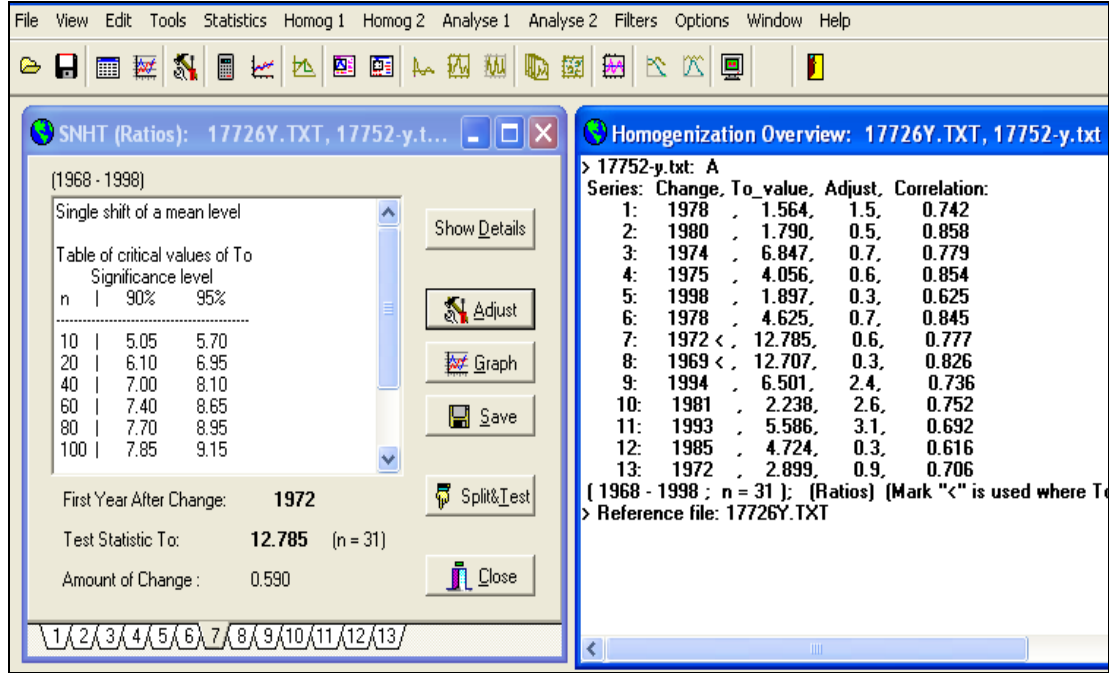 File View Edit Tools Statistics Homog 1 Homog 2 Analyse 1 Analyse 2 Filters Options Window Help
SNHT (Ratios): 17726Y.TXT, 17752-y.t...
(1968 - 1998)
Single shift of a mean level
Table of critical values of To
Significance level
n | 90% 95%
10 | 5.05 5.70
20 | 6.10 6.95
40 | 7.00 8.10
60 | 7.40 8.65
80 | 7.70 8.95
100 | 7.85 9.15
First Year After Change: 1972
Test Statistic To: 12.785 (n = 31)
Amount of Change : 0.590
Show Details
Adjust
Graph
Save
Split&Test
Close
1 2 3 4 5 6 7 8 9 10 11 12 13
Homogenization Overview: 17726Y.TXT, 17752-y.txt
> 17752-y.txt: A
Series: Change, To_value, Adjust, Correlation:
1: 1978 , 1.564, 1.5, 0.742
2: 1980 , 1.790, 0.5, 0.858
3: 1974 , 6.847, 0.7, 0.779
4: 1975 , 4.056, 0.6, 0.854
5: 1998 , 1.897, 0.3, 0.625
6: 1978 , 4.625, 0.7, 0.845
7: 1972 < , 12.785, 0.6, 0.777
8: 1969 < , 12.707, 0.3, 0.826
9: 1994 , 6.501, 2.4, 0.736
10: 1981 , 2.238, 2.6, 0.752
11: 1993 , 5.586, 3.1, 0.692
12: 1985 , 4.724, 0.3, 0.616
13: 1972 , 2.899, 0.9, 0.706
( 1968 - 1998 ; n = 31 ); (Ratios) (Mark "<" is used where To
> Reference file: 17726Y.TXT